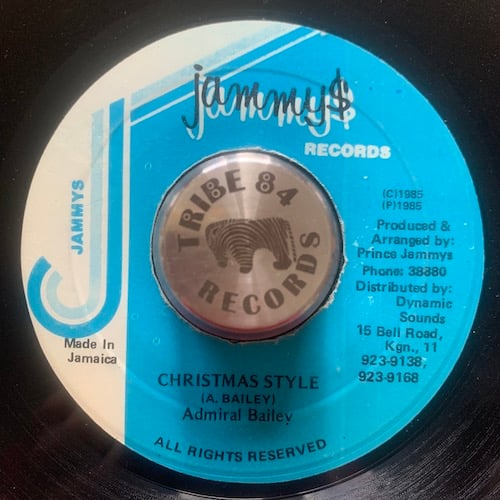 jammy$
RECORDS
JAMMYS
TRIBE 84
RECORDS
(C)1985
(P)1985
Produced &
Arranged by:
Prince Jammys
Phone: 38380
Distributed by:
Dynamic
Sounds
15 Bell Road,
Kgn., 11
923-9138,
923-9168
Made In
Jamaica
CHRISTMAS STYLE
(A. BAILEY)
Admiral Bailey
ALL RIGHTS RESERVED